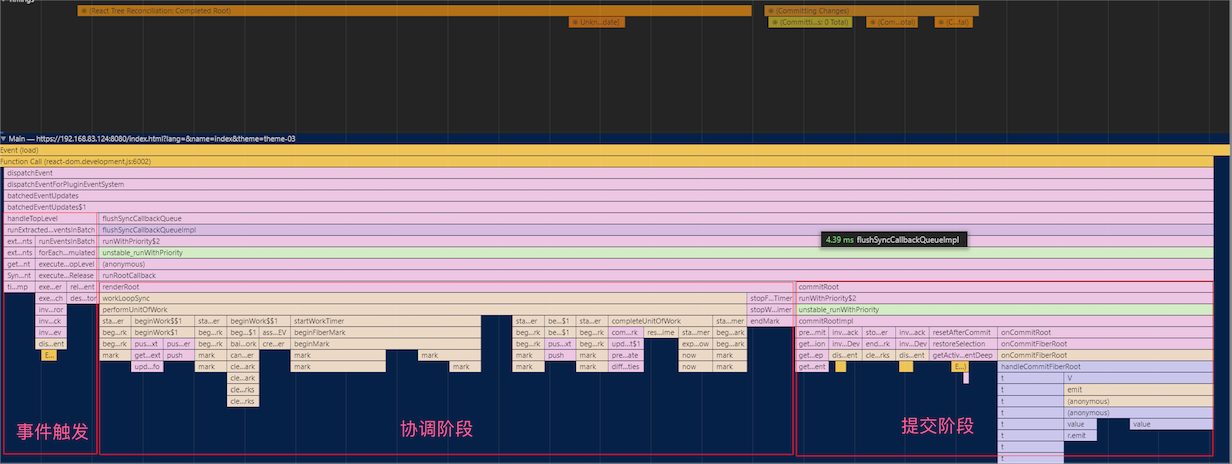 Timings
(React Tree Reconciliation: Completed Root)
(Committing Changes)
Unkn...date]
(Committi...s: 0 Total)
(Com...otal)
(C...tal)
Main — https://192.168.83.124:8080/index.html?lang=&name=index&theme=theme-03
Event (load)
Function Call (react-dom.development.js:6002)
dispatchEvent
dispatchEventForPluginEventSystem
batchedEventUpdates
batchedEventUpdates$1
handleTopLevel flushSyncCallbackQueue
runExtracted...ventsInBatch flushSyncCallbackQueueImpl
4.39 ms flushSyncCallbackQueueImpl
ext...nts runEventsInBatch runWithPriority$2
ext...nts forEach...mulated unstable_runWithPriority
get...nt execute...opLevel (anonymous)
Syn...nt execute...Release runRootCallback
ti...mp exe...er rel...ent renderRoot commitRoot
exe...ch des...tor workLoopSync stopF...Timer runWithPriority$2
inv...ror performUnitOfWork stopW...Imer unstable_runWithPriority
inv...ck sta...er beginWork$$1 sta...er beginWork$$1 startWorkTimer sta...er be...$1 sta...er completeUnitOfWork sta...mer endMark commitRootImpl
inv...ev beg...rk beg...$1 beg...rk beg...$1 ass...EV beginFiberMark beg...rk be...$1 beg...rk com...rk res...ime sta...mer beg...ark pre...mit inv...ck sto...er inv...ack resetAfterCommit onCommitRoot
dis...ent beg...rk pus...xt pus...er beg...rk bai...ork cre...er beginMark beg...rk pus...xt beg...rk upd...t$1 exp...ow beg...rk get...ion inv...Dev end...rk inv...Dev restoreSelection onCommitFiberRoot
E... mark get...ext push mark can...er mark mark mark push mark pre...ate now mark get...ep dis...ent cle...rks dis...ent getActiv...entDeep onCommitFiberRoot
upd...fo mark cle...ark mark mark mark mark diff...ties now mark get...ent E...) handleCommitFiberRoot
cle...ark t V
cle...rks t emit
cle...rks t (anonymous)
t (anonymous)
t value value
t r.emit
t
t
事件触发
协调阶段
提交阶段